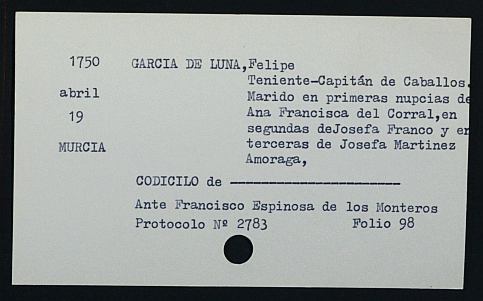 1750 GARCIA DE LUNA,Felipe
Teniente-Capitán de Caballos.
abril
Marido en primeras nupcias de
19 Ana Francisca del Corral,en
segundas deJosefa Franco y en
MURCIA terceras de Josefa Martinez
Amoraga,
CODICILO de ----------------------
Ante Francisco Espinosa de los Monteros
Protocolo Nº 2783 Folio 98